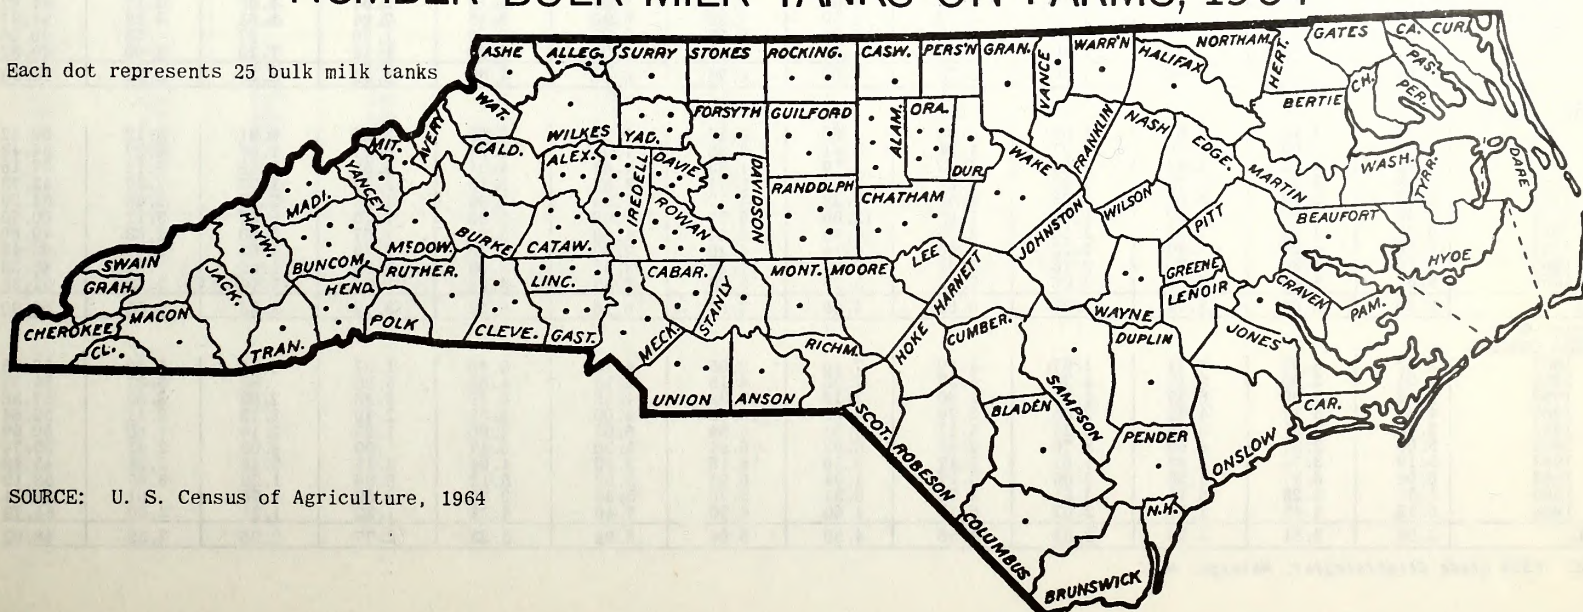 NUMBER BULK MILK TANKS ON FARMS, 1964
Each dot represents 25 bulk milk tanks
ASHE ALLEG. SURRY STOKES ROCKING. CASW. PERS'N GRAN. VANCE WARR'N HALIFAX NORTHAM. HERT. GATES CA. CUR.
PAS.
PER.
CH.
BERTIE
WAT. AVERY WILKES YAD. FORSYTH GUILFORD ALAM. ORA. DUR. FRANKLIN NASH
MIT. CALD. ALEX. IREDELL DAVIE DAVIDSON WAKE EDGE. MARTIN WASH. TYRR. DARE
YANCEY MADI. ROWAN RANDOLPH CHATHAM WILSON PITT BEAUFORT
HAYW. BUNCOM. McDOW. BURKE CATAW. LEE JOHNSTON HYDE
SWAIN JACK. RUTHER. LINC. CABAR. MONT. MOORE HARNETT GREENE
GRAH. HEND. STANLY LENOIR CRAVEN PAM.
CHEROKEE MACON POLK CLEVE. GAST. MECK. HOKE CUMBER. WAYNE JONES
CL. TRAN. RICHM. DUPLIN
UNION ANSON SCOT. BLADEN SAMPSON CAR.
ROBESON PENDER ONSLOW
SOURCE: U. S. Census of Agriculture, 1964
COLUMBUS N.H.
BRUNSWICK